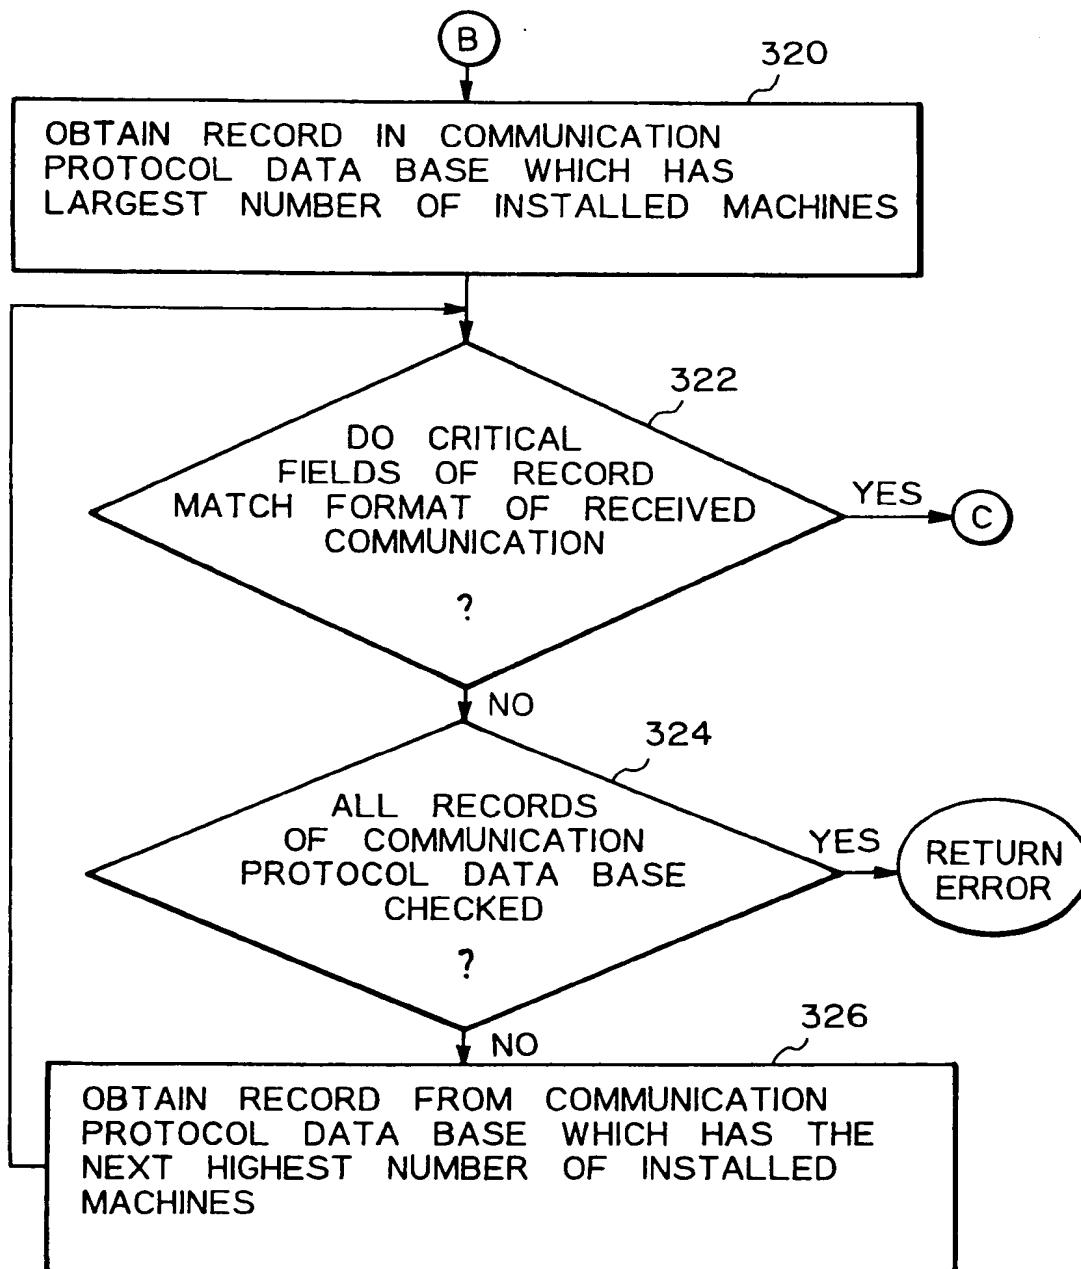 B
320
OBTAIN RECORD IN COMMUNICATION
PROTOCOL DATA BASE WHICH HAS
LARGEST NUMBER OF INSTALLED MACHINES
322
DO CRITICAL
FIELDS OF RECORD
MATCH FORMAT OF RECEIVED
COMMUNICATION
?
YES
C
NO
324
ALL RECORDS
OF COMMUNICATION
PROTOCOL DATA BASE
CHECKED
?
YES
RETURN
ERROR
NO
326
OBTAIN RECORD FROM COMMUNICATION
PROTOCOL DATA BASE WHICH HAS THE
NEXT HIGHEST NUMBER OF INSTALLED
MACHINES